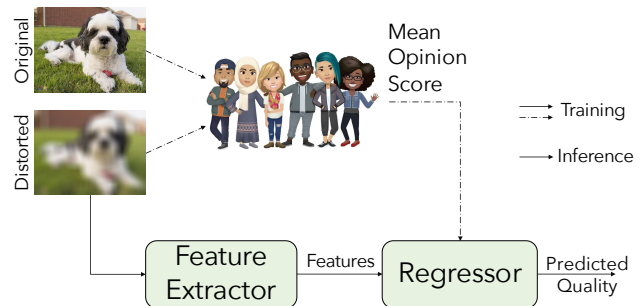 Original
Distorted
Mean
Opinion
Score
Training
Inference
Feature
Extractor
Features
Regressor
Predicted
Quality